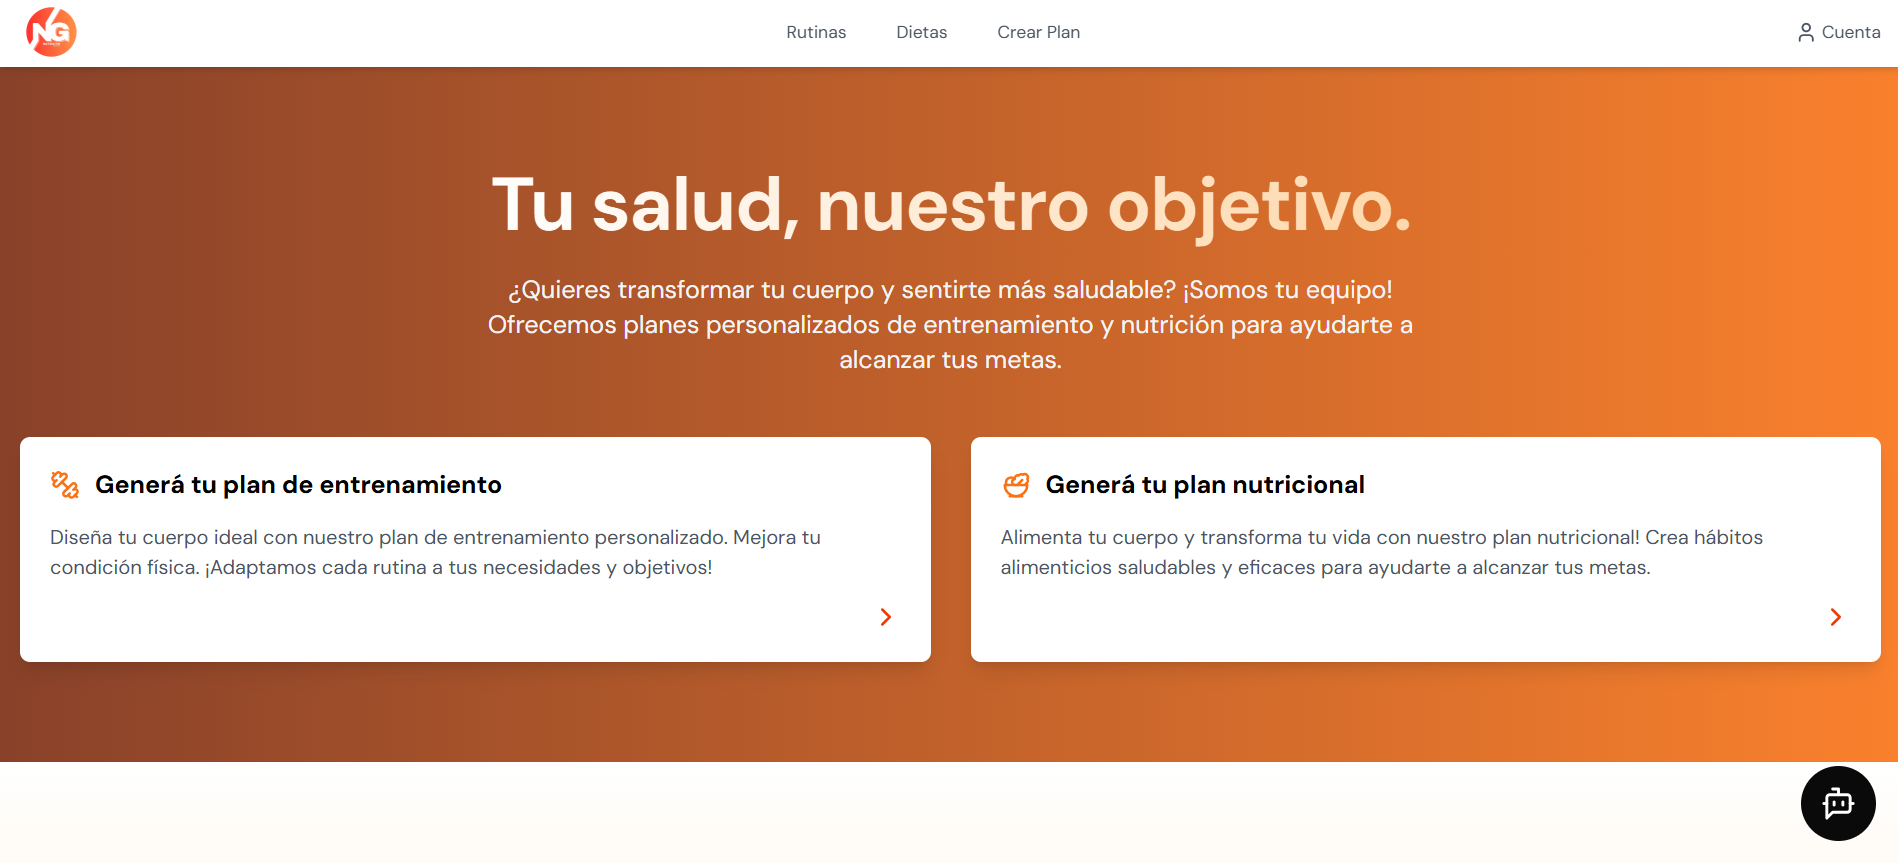 NG
Rutinas
Dietas
Crear Plan
Cuenta
Tu salud, nuestro objetivo.
¿Quieres transformar tu cuerpo y sentirte más saludable? ¡Somos tu equipo!
Ofrecemos planes personalizados de entrenamiento y nutrición para ayudarte a
alcanzar tus metas.
Generá tu plan de entrenamiento
Diseña tu cuerpo ideal con nuestro plan de entrenamiento personalizado. Mejora tu
condición física. ¡Adaptamos cada rutina a tus necesidades y objetivos!
Generá tu plan nutricional
Alimenta tu cuerpo y transforma tu vida con nuestro plan nutricional! Crea hábitos
alimenticios saludables y eficaces para ayudarte a alcanzar tus metas.